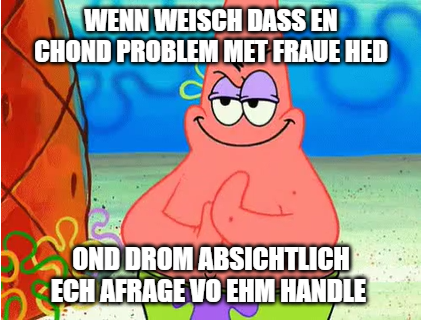 WENN WEISCH DASS EN
CHOND PROBLEM MET FRAUE HED
OND DROM ABSICHTLICH
ECH AFRAGE VO EHM HANDLE